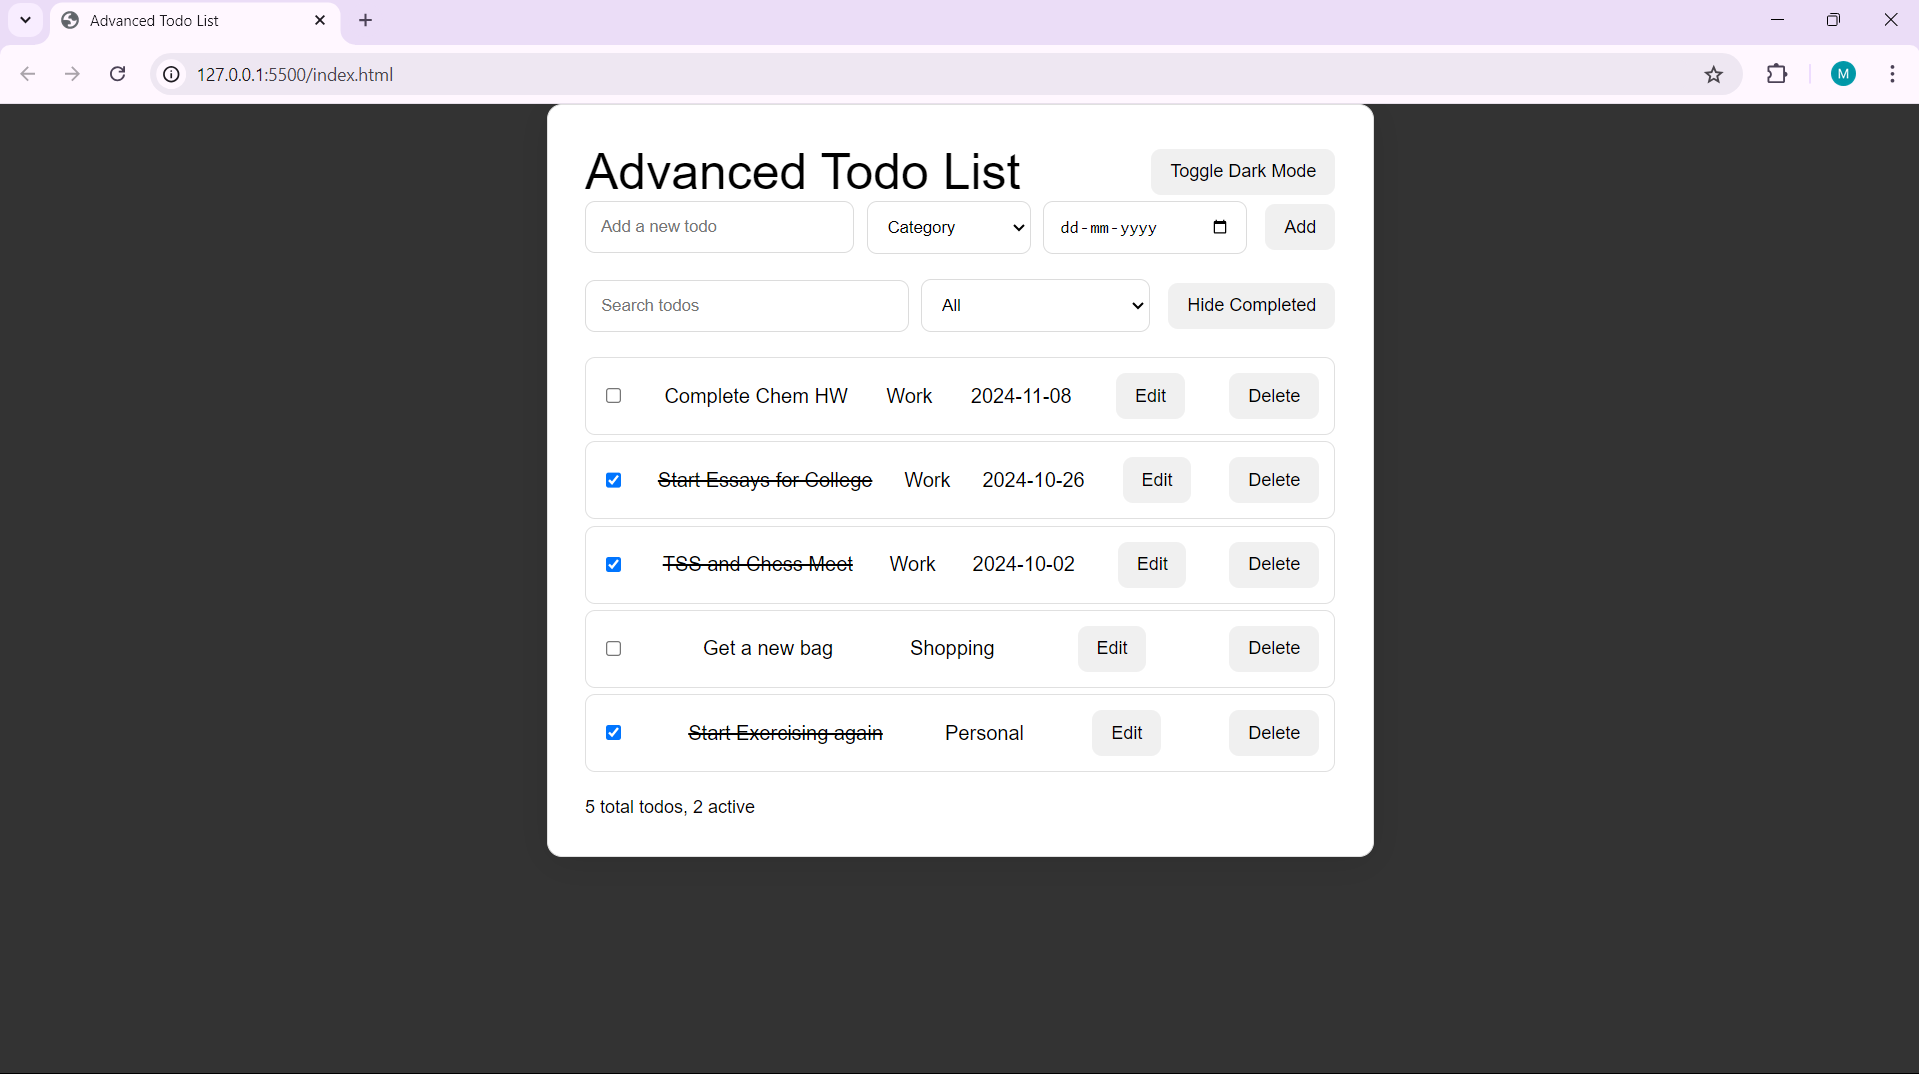 Advanced Todo List
127.0.0.1:5500/index.html
M
Advanced Todo List Toggle Dark Mode
Add a new todo Category dd-mm-yyyy Add
Search todos All Hide Completed
Complete Chem HW Work 2024-11-08 Edit Delete
Start Essays for College Work 2024-10-26 Edit Delete
TSS and Chess Meet Work 2024-10-02 Edit Delete
Get a new bag Shopping Edit Delete
Start Exercising again Personal Edit Delete
5 total todos, 2 active